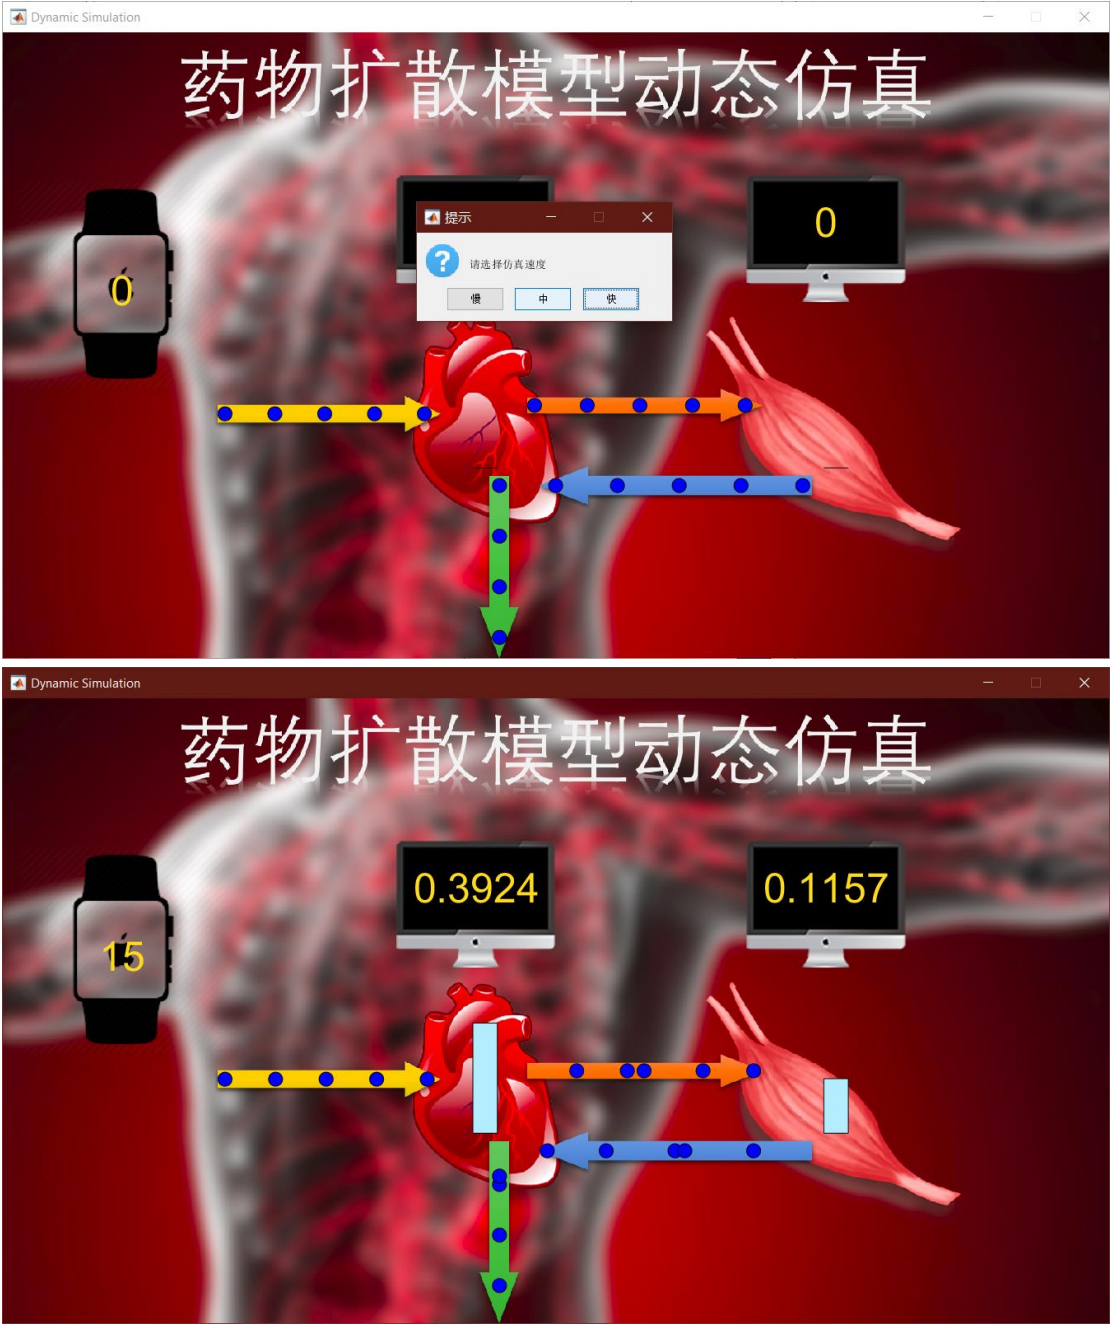 Dynamic Simulation
药物扩散模型动态仿真
提示
0
0
请选择仿真速度
慢 中 快
Dynamic Simulation
药物扩散模型动态仿真
0.3924 0.1157
15